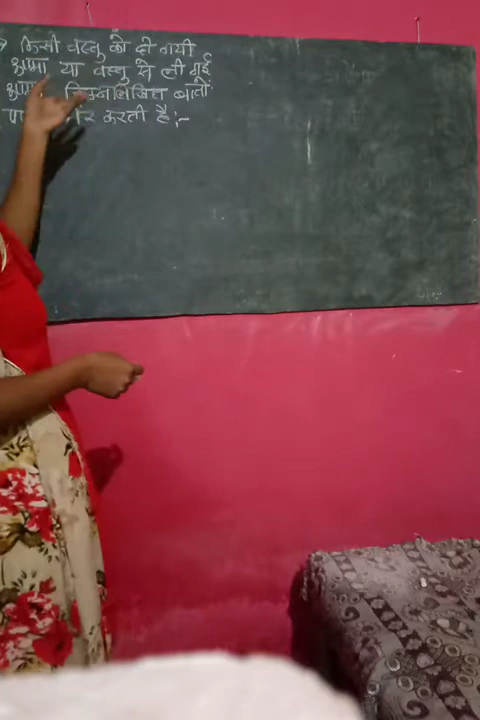 → किसी वस्तु को दी गयी
ऊष्मा या वस्तु से ली गई
निम्नलिखित बातों
करती है:-